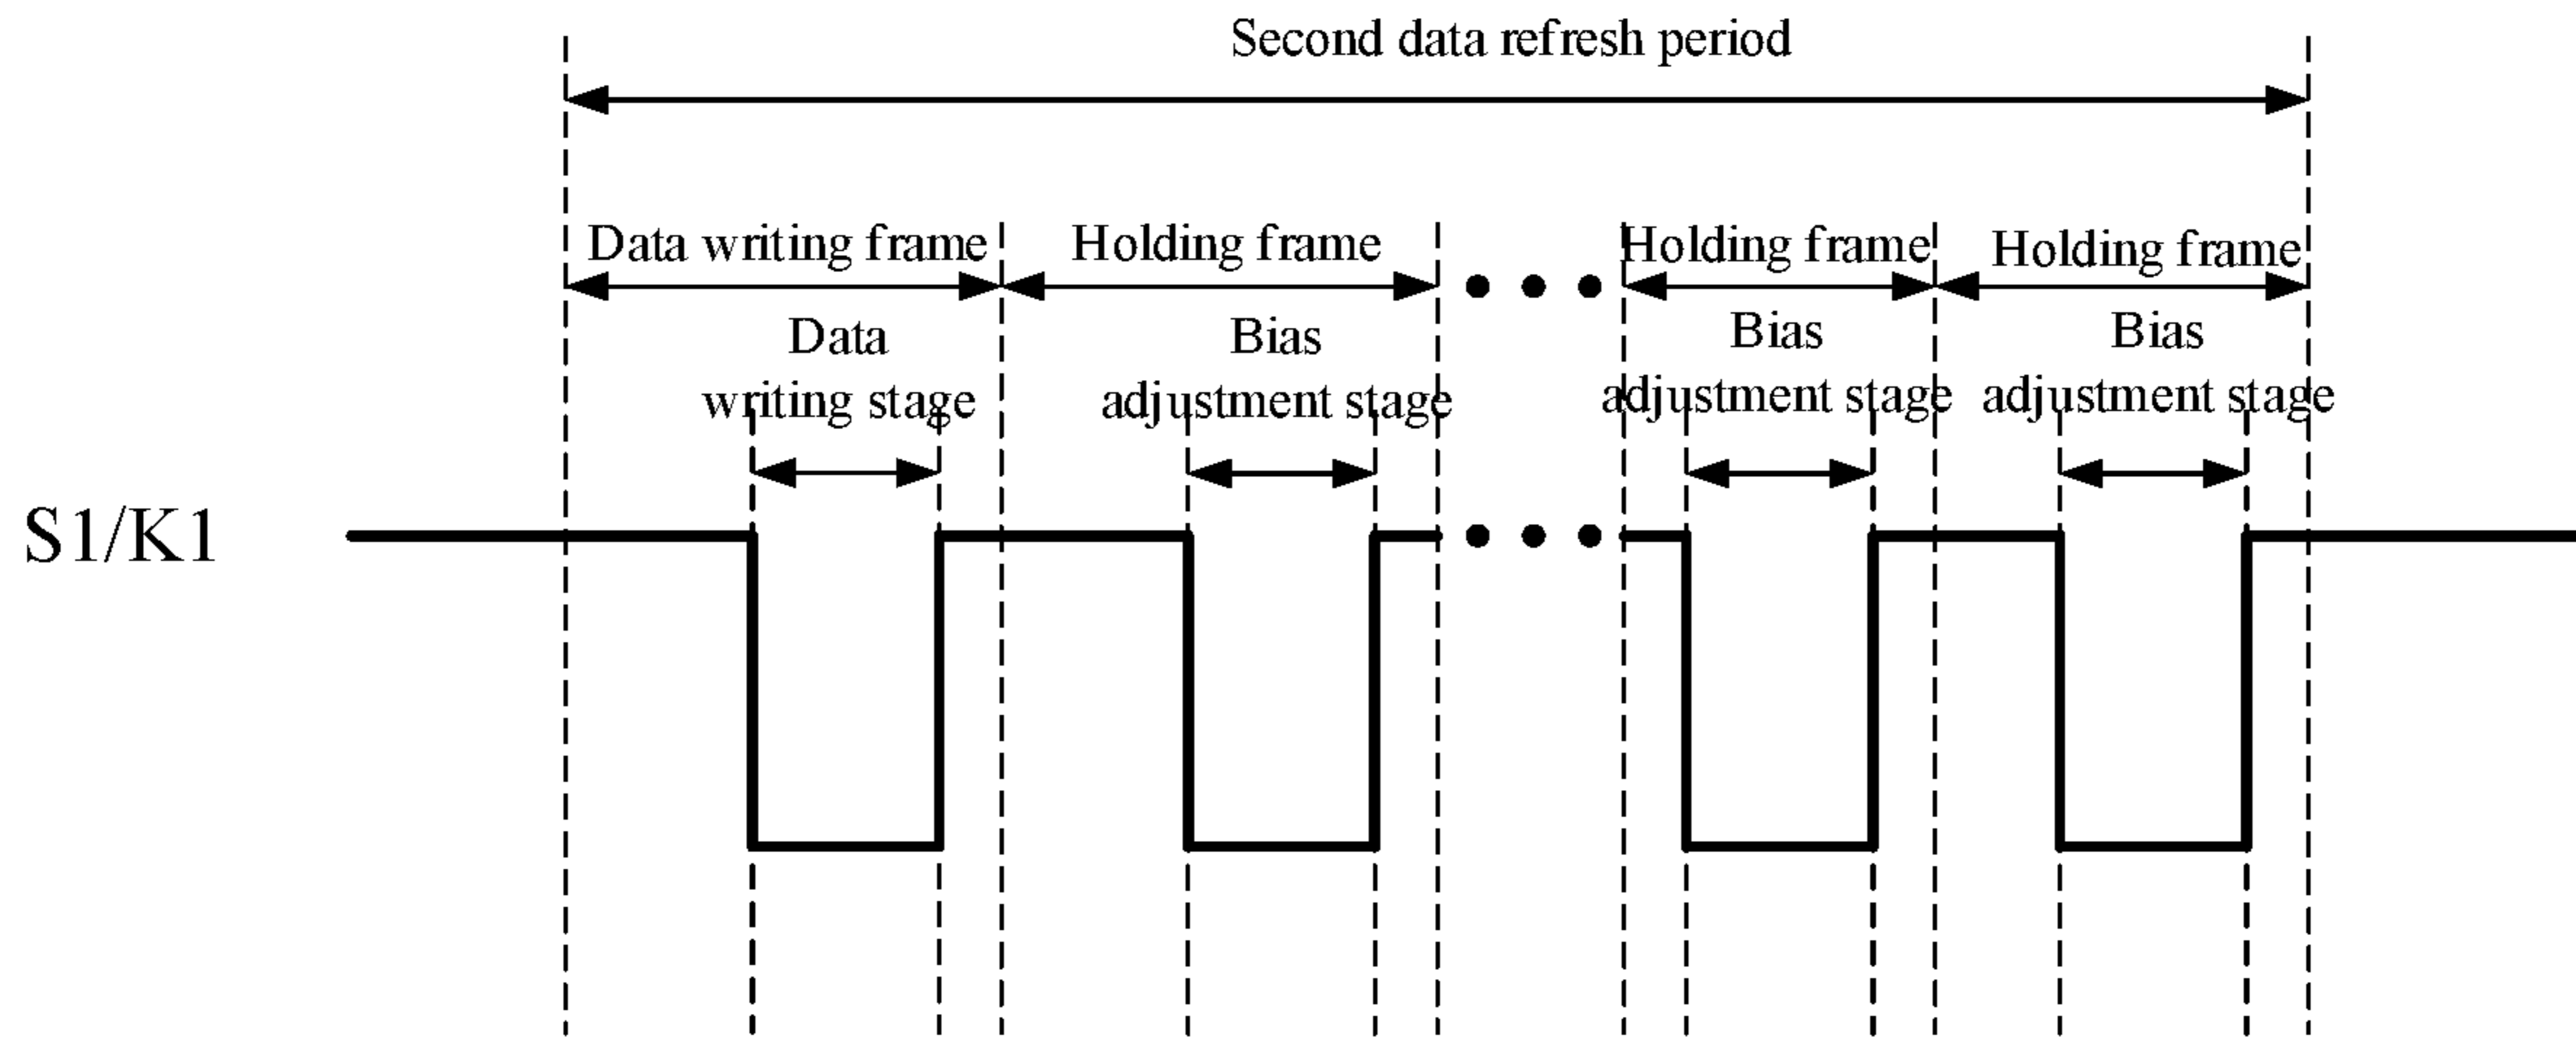 Second data refresh period
Data writing frame
Holding frame
Holding frame
Holding frame
Data
writing stage
Bias
adjustment stage
Bias
adjustment stage
Bias
adjustment stage
S1/K1